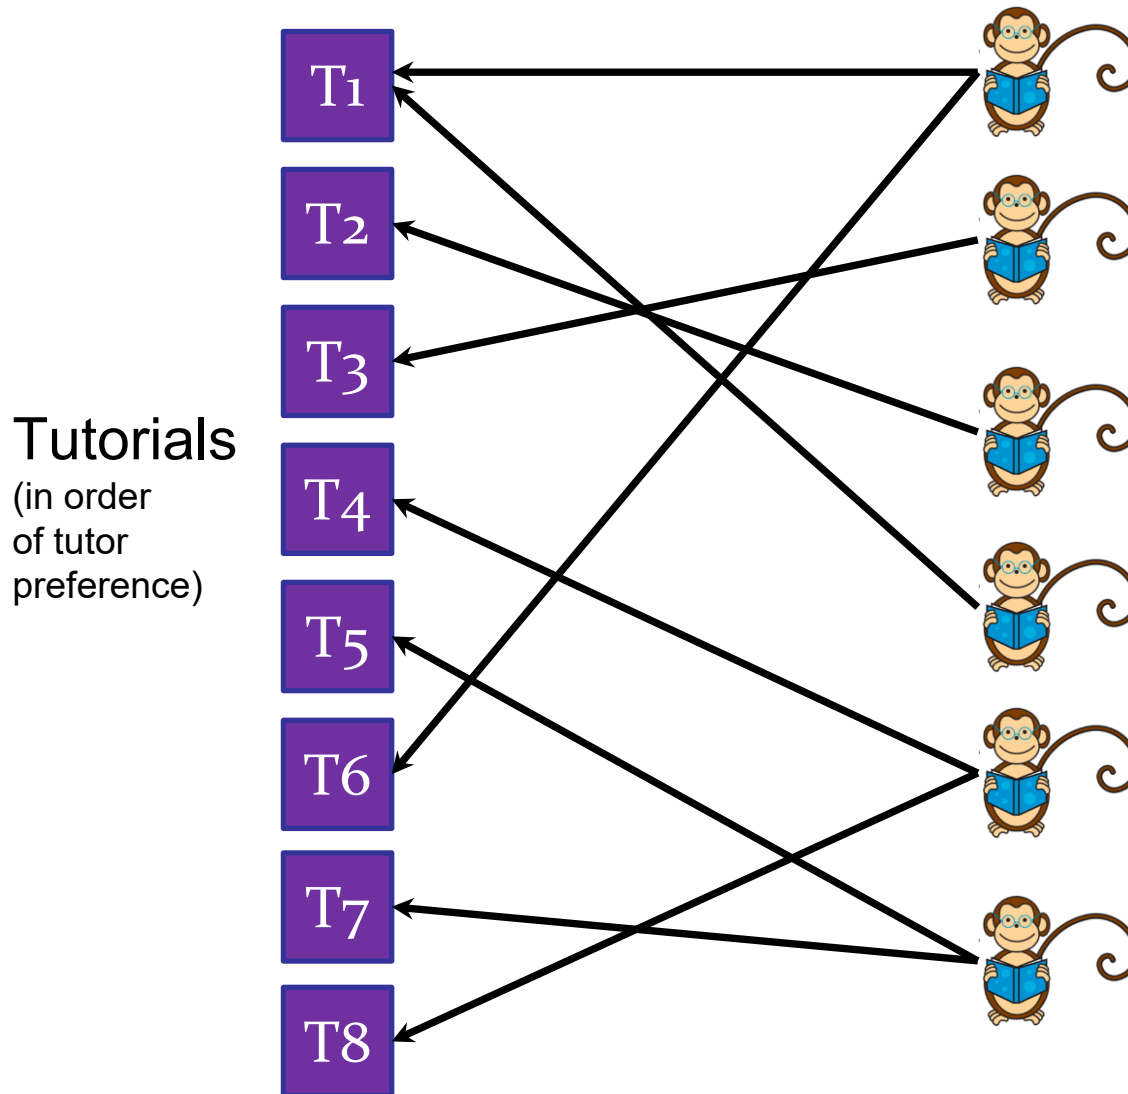 T1
T2
T3
Tutorials
(in order
of tutor
preference)
T4
T5
T6
T7
T8